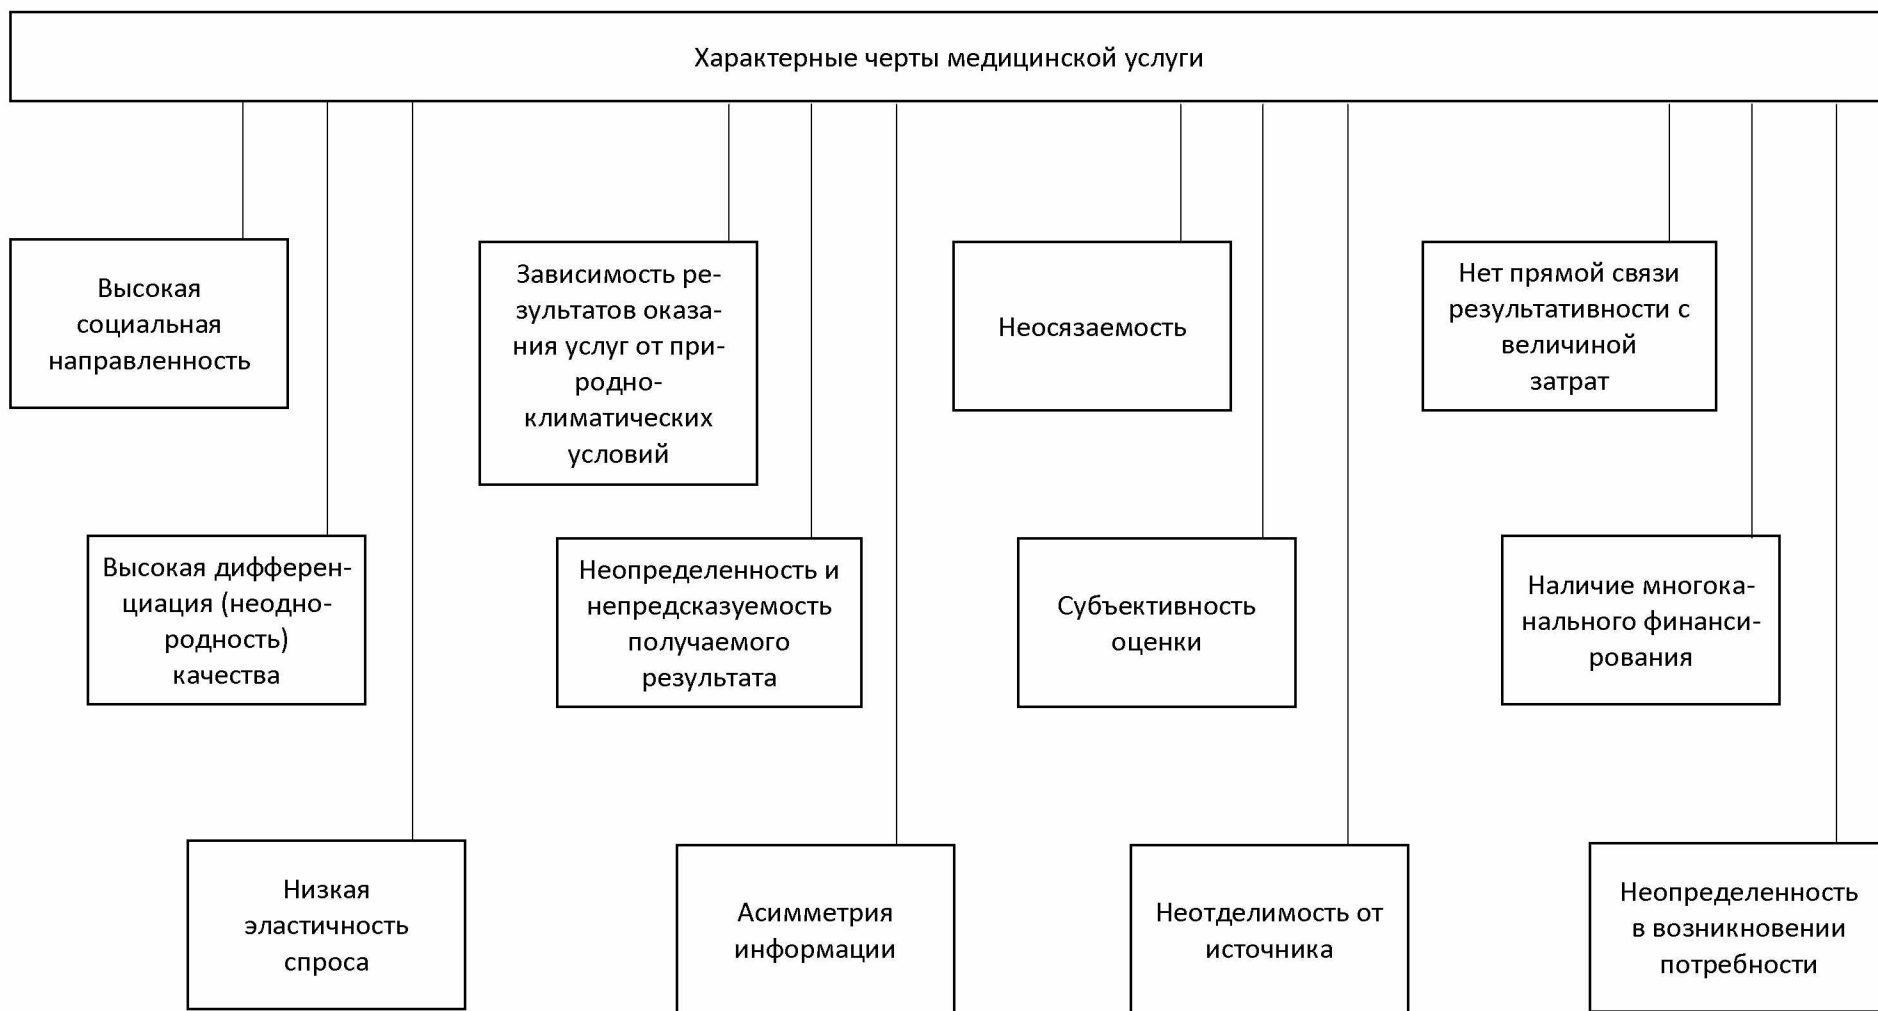 Характерные черты медицинской услуги
Высокая
социальная
направленность
Зависимость ре-
зультатов оказа-
ния услуг от при-
родно-
климатических
условий
Неосязаемость
Нет прямой связи
результативности с
величиной
затрат
Высокая дифферен-
циация (неодно-
родность)
качества
Неопределенность и
непредсказуемость
получаемого
результата
Субъективность
оценки
Наличие многока-
нального финанси-
рования
Низкая
эластичность
спроса
Асимметрия
информации
Неотделимость от
источника
Неопределенность
в возникновении
потребности